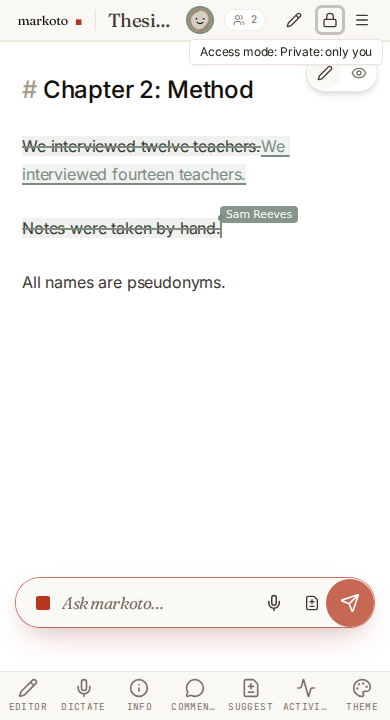 markoto
Thesi...
2
Access mode: Private: only you
# Chapter 2: Method
We interviewed twelve teachers.We
interviewed fourteen teachers.
Sam Reeves
Notes were taken by hand.
All names are pseudonyms.
Ask markoto...
EDITOR DICTATE INFO COMMEN… SUGGEST ACTIVI… THEME